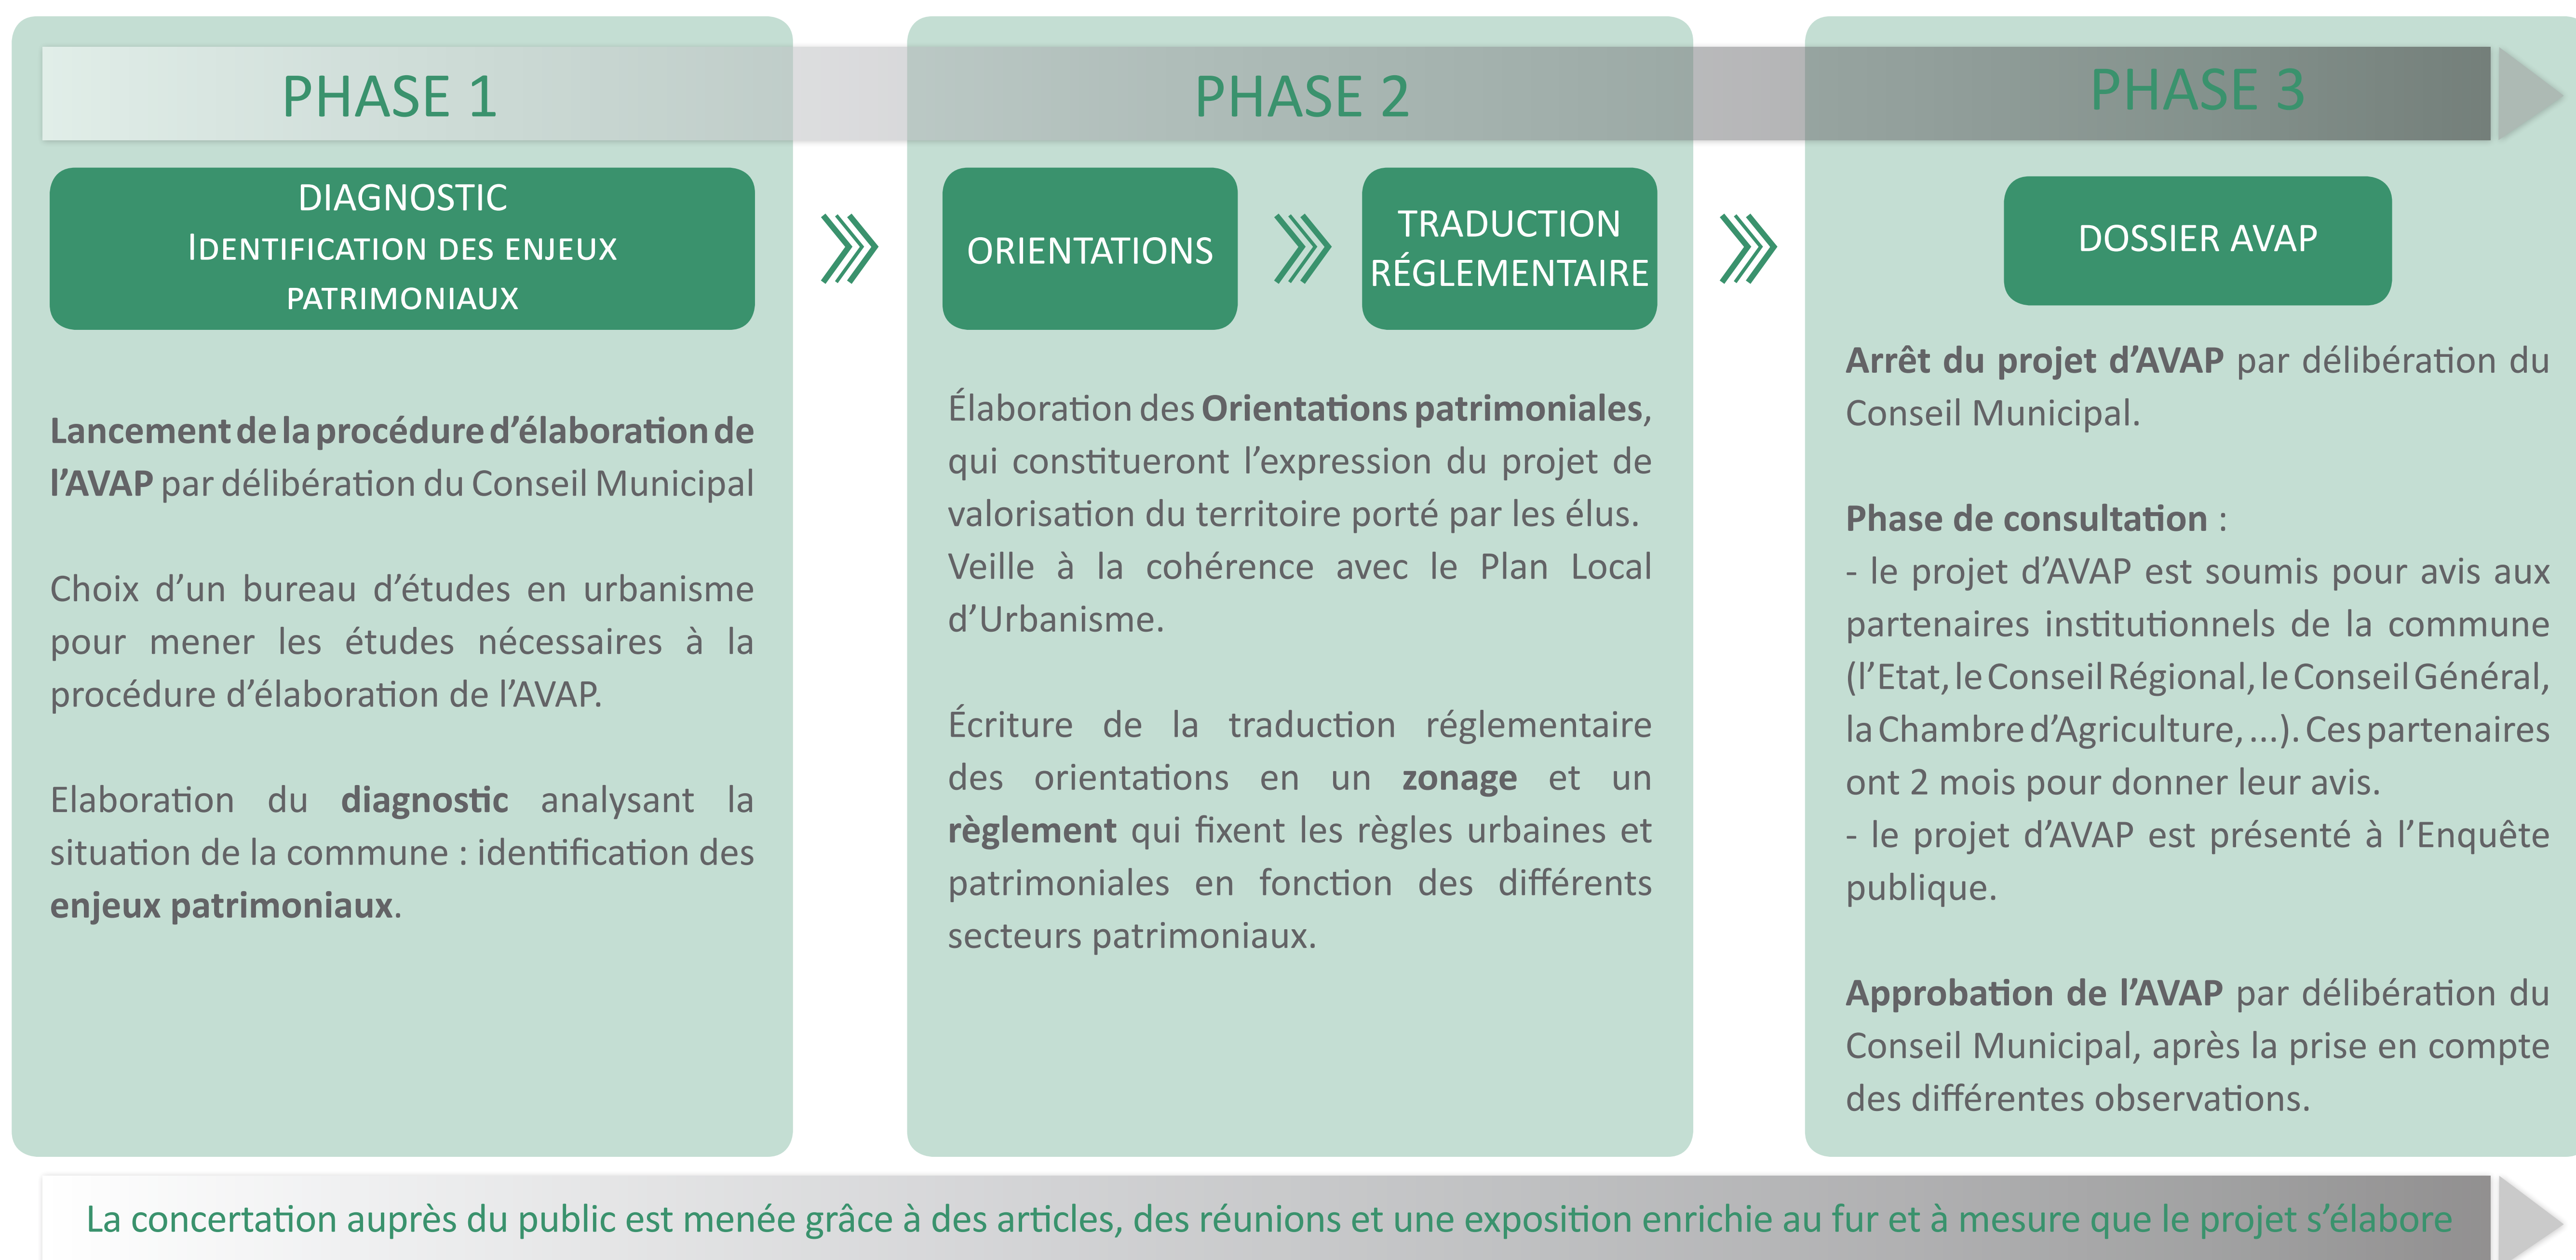 PHASE 1
DIAGNOSTIC
IDENTIFICATION DES ENJEUX
PATRIMONIAUX
Lancement de la procédure d’élaboration de
l’AVAP par délibération du Conseil Municipal
Choix d’un bureau d’études en urbanisme
pour mener les études nécessaires à la
procédure d’élaboration de l’AVAP.
Elaboration du diagnostic analysant la
situation de la commune : identification des
enjeux patrimoniaux.
PHASE 2
ORIENTATIONS
TRADUCTION
RÉGLEMENTAIRE
Élaboration des Orientations patrimoniales,
qui constitueront l’expression du projet de
valorisation du territoire porté par les élus.
Veille à la cohérence avec le Plan Local
d’Urbanisme.
Écriture de la traduction réglementaire
des orientations en un zonage et un
règlement qui fixent les règles urbaines et
patrimoniales en fonction des différents
secteurs patrimoniaux.
PHASE 3
DOSSIER AVAP
Arrêt du projet d’AVAP par délibération du
Conseil Municipal.
Phase de consultation :
- le projet d’AVAP est soumis pour avis aux
partenaires institutionnels de la commune
(l’Etat, le Conseil Régional, le Conseil Général,
la Chambre d’Agriculture, ...). Ces partenaires
ont 2 mois pour donner leur avis.
- le projet d’AVAP est présenté à l’Enquête
publique.
Approbation de l’AVAP par délibération du
Conseil Municipal, après la prise en compte
des différentes observations.
La concertation auprès du public est menée grâce à des articles, des réunions et une exposition enrichie au fur et à mesure que le projet s’élabore